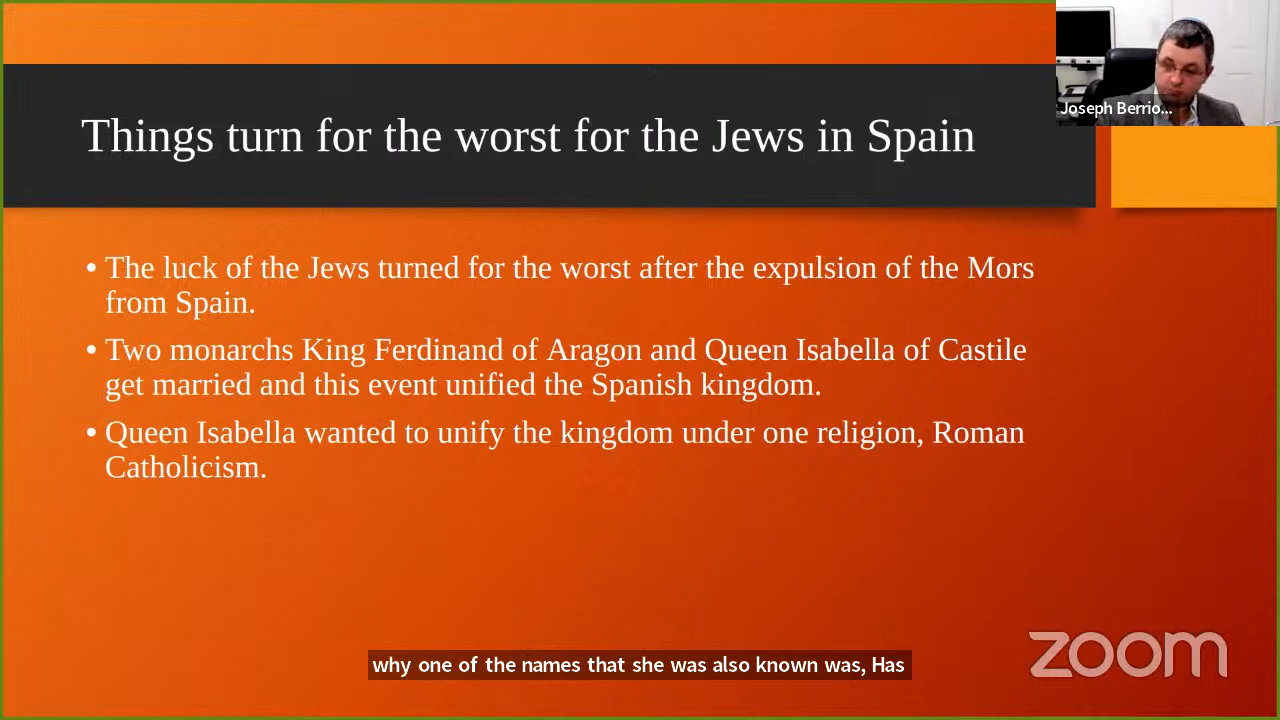 Joseph Berrio...
Things turn for the worst for the Jews in Spain
• The luck of the Jews turned for the worst after the expulsion of the Mors
from Spain.
• Two monarchs King Ferdinand of Aragon and Queen Isabella of Castile
get married and this event unified the Spanish kingdom.
• Queen Isabella wanted to unify the kingdom under one religion, Roman
Catholicism.
why one of the names that she was also known was, Has
zoom